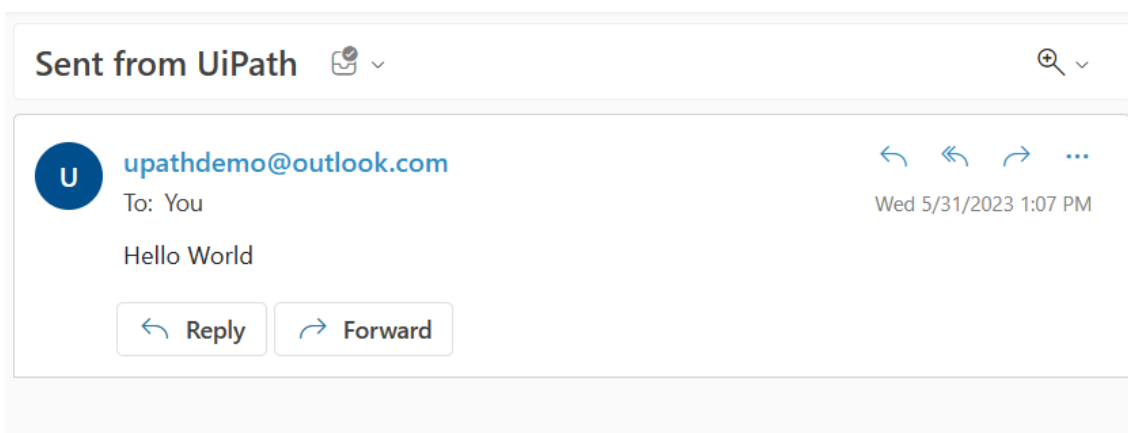 Sent from UiPath
U
upathdemo@outlook.com
To: You
Wed 5/31/2023 1:07 PM
Hello World
Reply
Forward